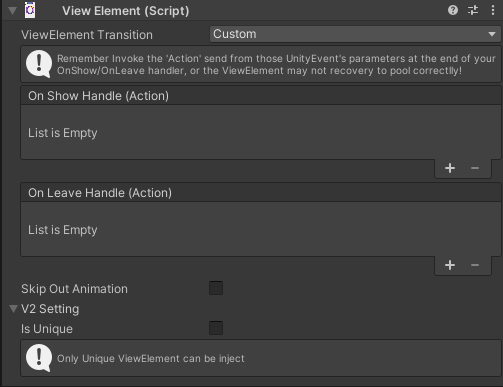 View Element (Script)
ViewElement Transition
Custom
Remember Invoke the 'Action' send from those UnityEvent's parameters at the end of your
OnShow/OnLeave handler, or the ViewElement may not recovery to pool correctlly!
On Show Handle (Action)
List is Empty
On Leave Handle (Action)
List is Empty
Skip Out Animation
V2 Setting
Is Unique
Only Unique ViewElement can be inject